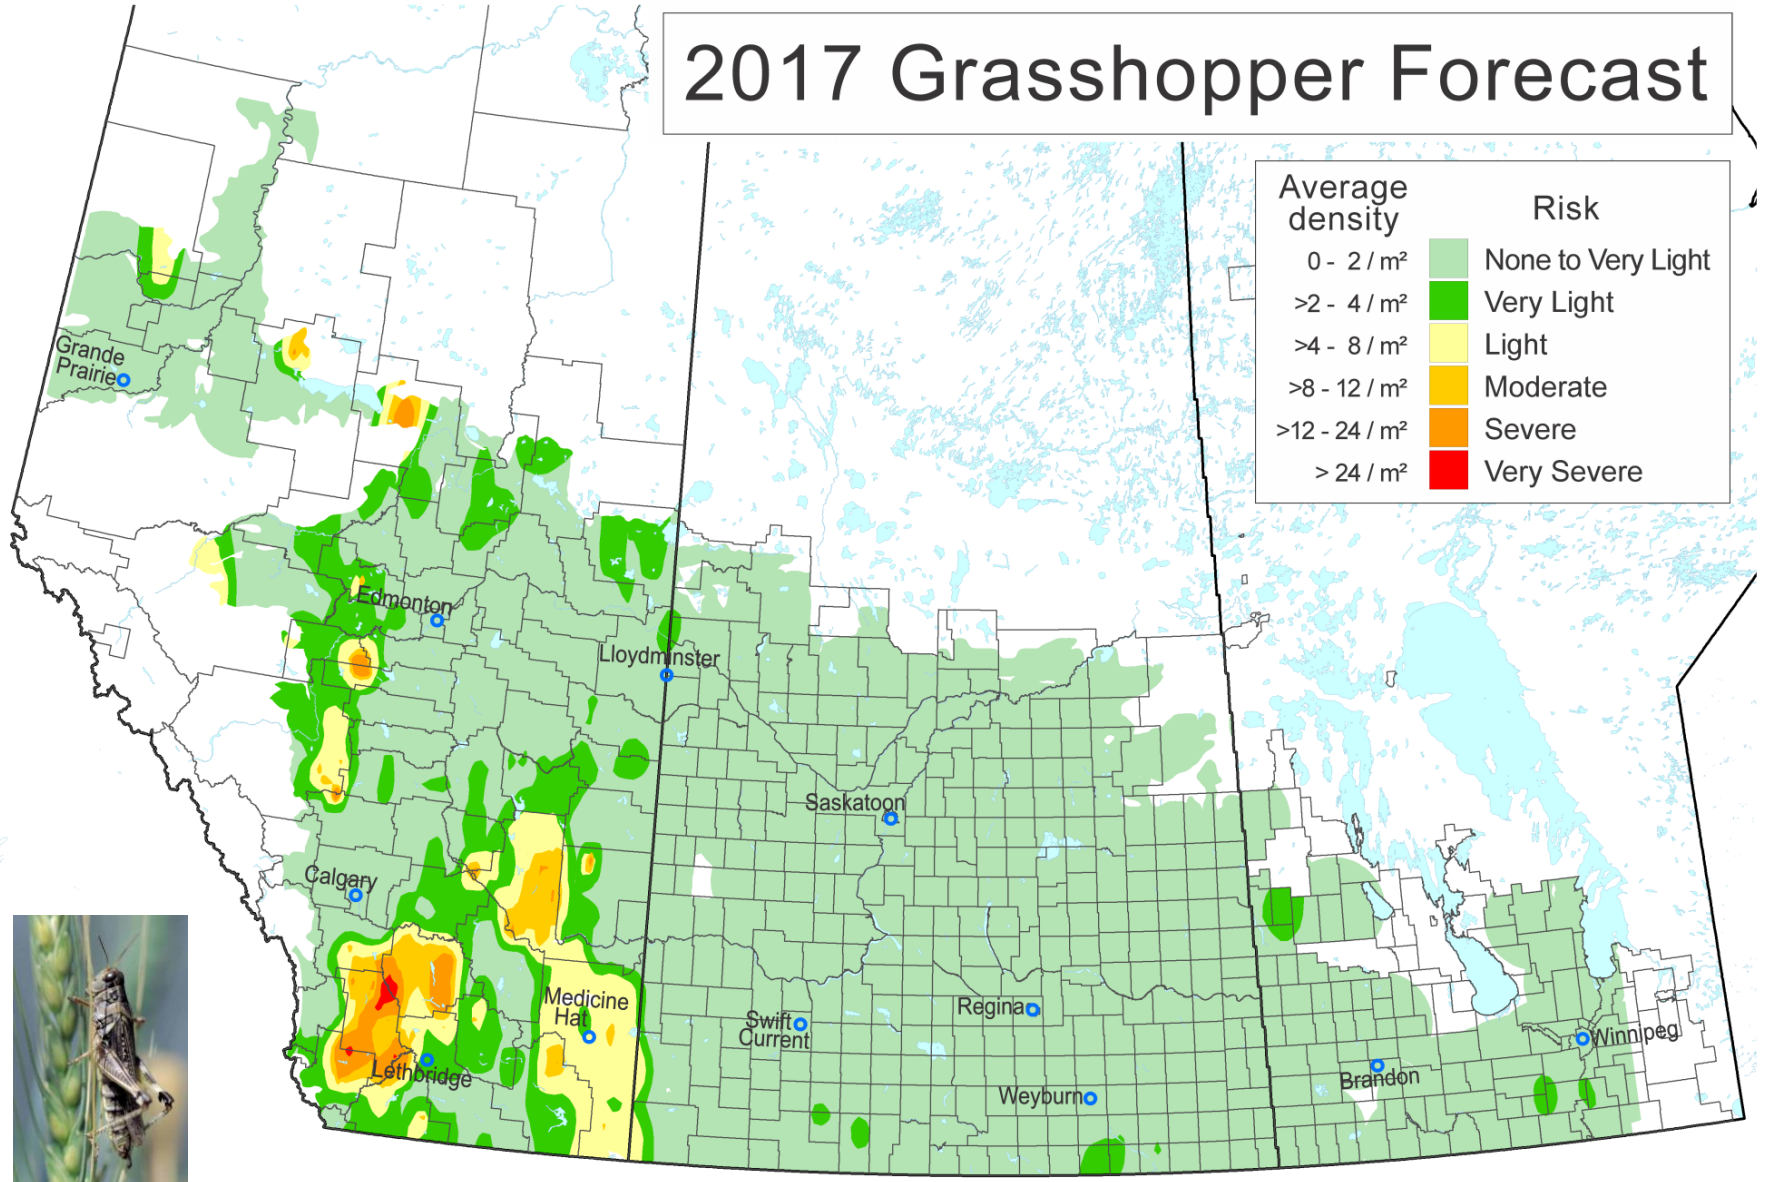 2017 Grasshopper Forecast
Average
density
Risk
0 - 2 / m² None to Very Light
>2 - 4 / m² Very Light
>4 - 8 / m² Light
>8 - 12 / m² Moderate
>12 - 24 / m² Severe
> 24 / m² Very Severe
Grande
Prairie
Edmonton
Lloydminster
Saskatoon
Calgary
Medicine
Hat
Swift
Current
Regina
Winnipeg
Lethbridge
Weyburn
Brandon